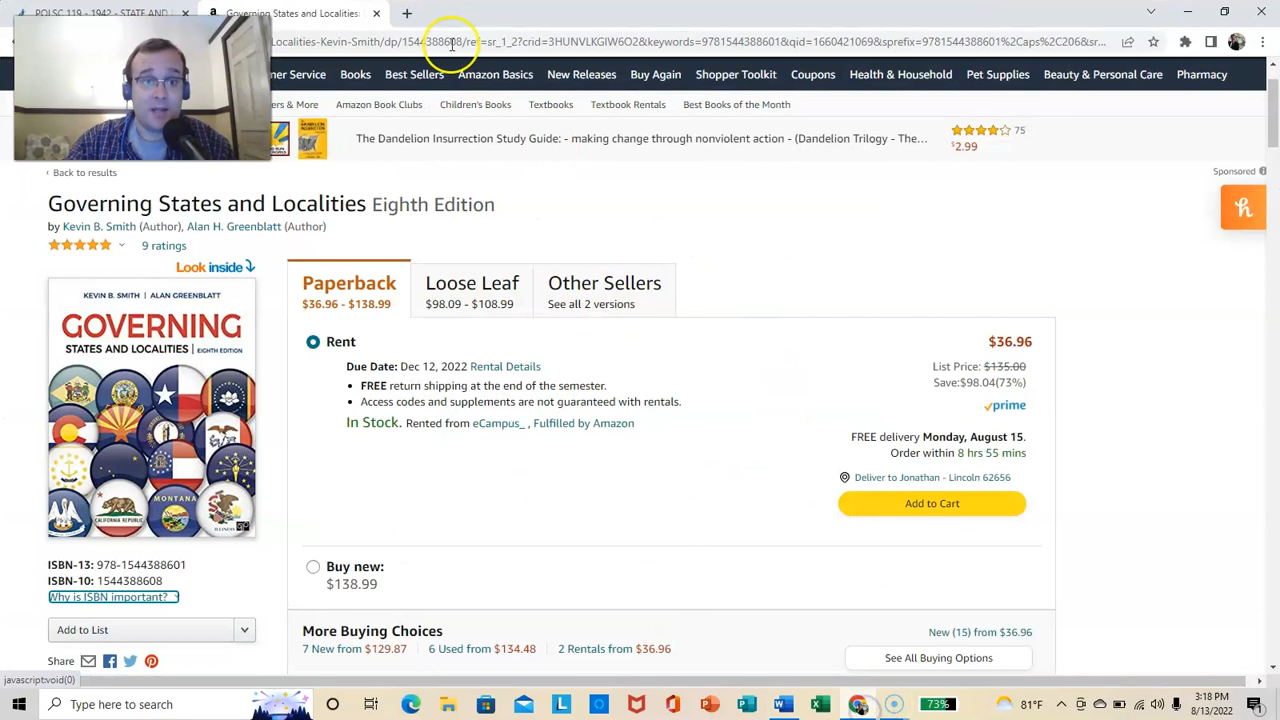 POLSC 119 - 1942 - STATE AND
Governing States and Localities:
Localities-Kevin-Smith/dp/1544388608/ref=sr_1_2?crid=3HUNVLKGIW6O2&keywords=9781544388601&qid=1660421069&sprefix=9781544388601%2Caps%2C206&sr...
mer Service Books Best Sellers Amazon Basics New Releases Buy Again Shopper Toolkit Coupons Health & Household Pet Supplies Beauty & Personal Care Pharmacy
ers & More Amazon Book Clubs Children's Books Textbooks Textbook Rentals Best Books of the Month
The Dandelion Insurrection Study Guide: - making change through nonviolent action - (Dandelion Trilogy - The...
75
$2.99
‹ Back to results
Sponsored
Governing States and Localities Eighth Edition
by Kevin B. Smith (Author), Alan H. Greenblatt (Author)
9 ratings
Look inside
KEVIN B. SMITH | ALAN GREENBLATT
GOVERNING
STATES AND LOCALITIES | EIGHTH EDITION
CALIFORNIA REPUBLIC
MONTANA
ILLINOIS
ISBN-13: 978-1544388601
ISBN-10: 1544388608
Why is ISBN important?
Add to List
Share
Paperback
$36.96 - $138.99
Loose Leaf
$98.09 - $108.99
Other Sellers
See all 2 versions
Rent
$36.96
Due Date: Dec 12, 2022 Rental Details
List Price: $135.00
Save:$98.04(73%)
• FREE return shipping at the end of the semester.
• Access codes and supplements are not guaranteed with rentals.
prime
In Stock. Rented from eCampus_ , Fulfilled by Amazon
FREE delivery Monday, August 15.
Order within 8 hrs 55 mins
Deliver to Jonathan - Lincoln 62656
Add to Cart
Buy new:
$138.99
More Buying Choices
New (15) from $36.96
7 New from $129.87 6 Used from $134.48 2 Rentals from $36.96
See All Buying Options
javascript:void(0)
Type here to search
73%
81°F
3:18 PM
8/13/2022